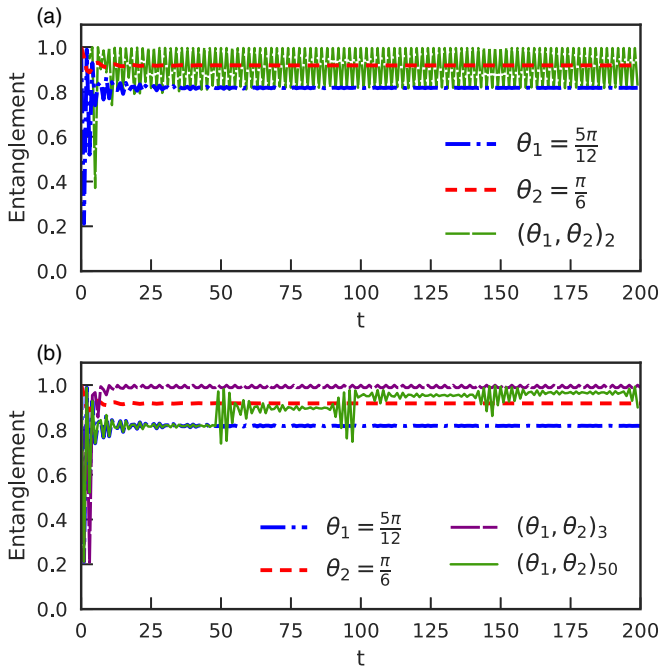 (a)
1.0
0.8
0.6
0.4
0.2
0.0
Entanglement
0 25 50 75 100 125 150 175 200
t
θ₁ = 5π/12
θ₂ = π/6
(θ₁, θ₂)₂
(b)
1.0
0.8
0.6
0.4
0.2
0.0
Entanglement
0 25 50 75 100 125 150 175 200
t
θ₁ = 5π/12
θ₂ = π/6
(θ₁, θ₂)₃
(θ₁, θ₂)₅₀